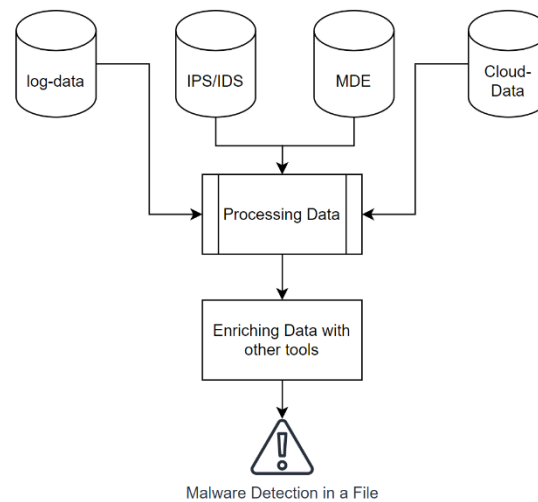 log-data
IPS/IDS
MDE
Cloud-
Data
Processing Data
Enriching Data with
other tools
Malware Detection in a File